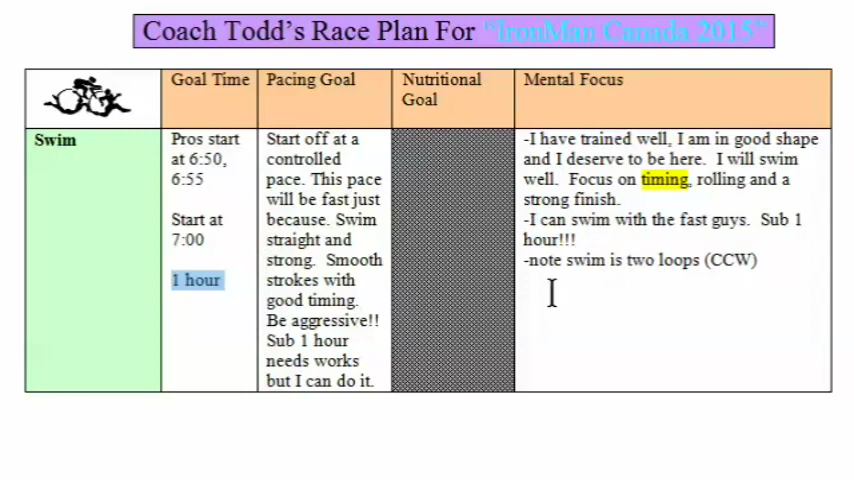 Coach Todd's Race Plan For "IronMan Canada 2015"
Goal Time
Pacing Goal
Nutritional
Goal
Mental Focus
Swim
Pros start
at 6:50,
6:55
Start at
7:00
1 hour
Start off at a
controlled
pace. This pace
will be fast just
because. Swim
straight and
strong. Smooth
strokes with
good timing.
Be aggressive!!
Sub 1 hour
needs works
but I can do it.
-I have trained well, I am in good shape
and I deserve to be here. I will swim
well. Focus on timing, rolling and a
strong finish.
-I can swim with the fast guys. Sub 1
hour!!!
-note swim is two loops (CCW)